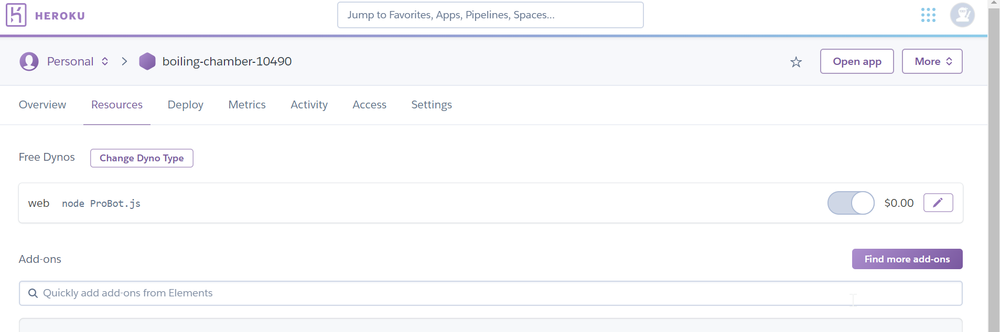 HEROKU
Jump to Favorites, Apps, Pipelines, Spaces...
Personal
boiling-chamber-10490
Open app
More
Overview
Resources
Deploy
Metrics
Activity
Access
Settings
Free Dynos
Change Dyno Type
web node ProBot.js
$0.00
Add-ons
Find more add-ons
Quickly add add-ons from Elements